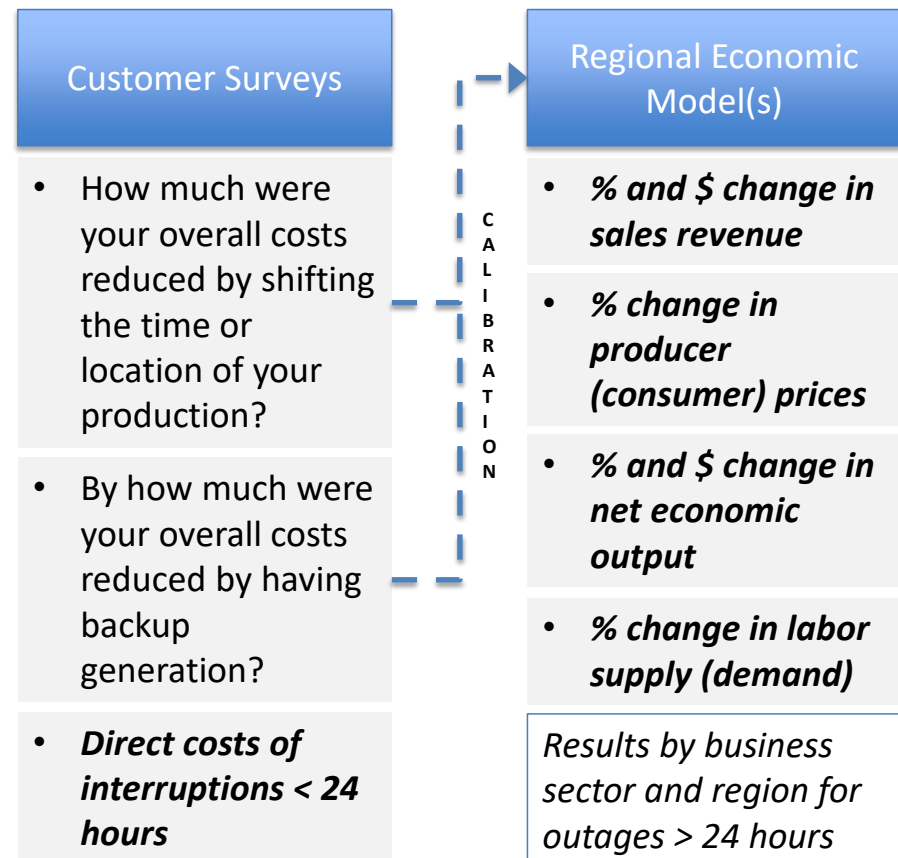 Customer Surveys
• How much were
your overall costs
reduced by shifting
the time or
location of your
production?
• By how much were
your overall costs
reduced by having
backup
generation?
• Direct costs of
interruptions < 24
hours
CALIBRATION
Regional Economic
Model(s)
• % and $ change in
sales revenue
• % change in
producer
(consumer) prices
• % and $ change in
net economic
output
• % change in labor
supply (demand)
Results by business
sector and region for
outages > 24 hours